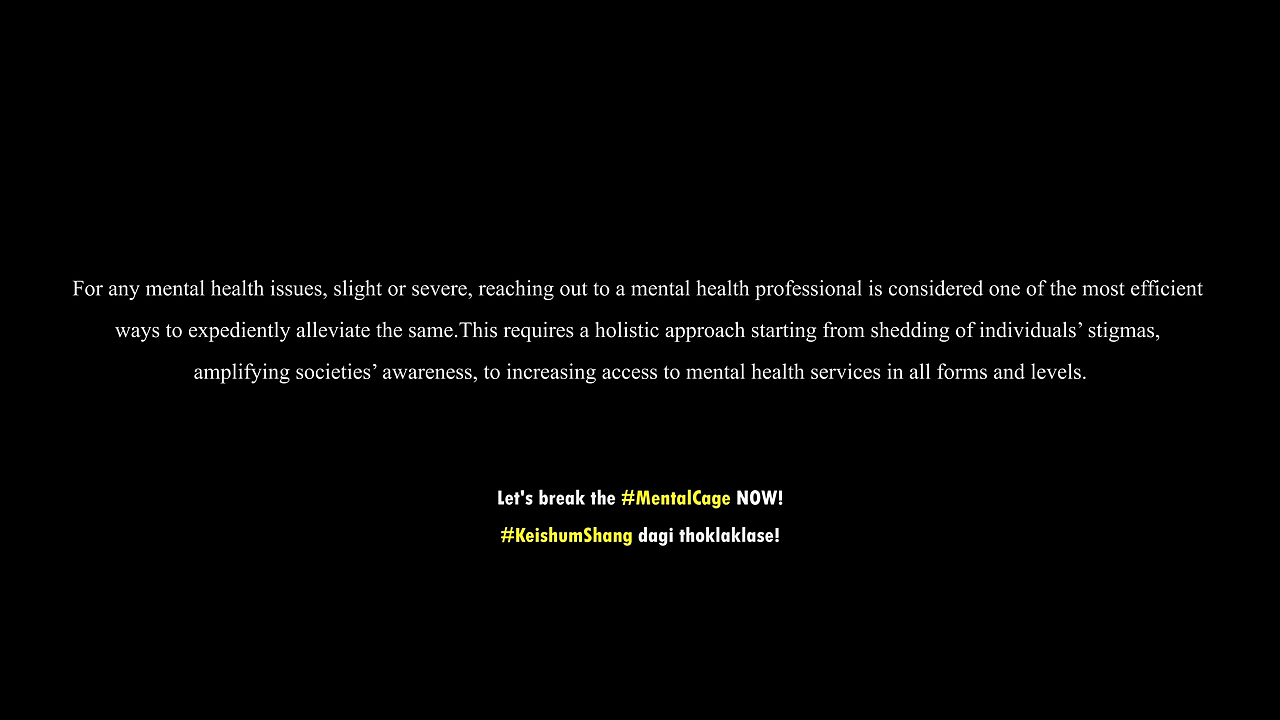 For any mental health issues, slight or severe, reaching out to a mental health professional is considered one of the most efficient
ways to expediently alleviate the same.This requires a holistic approach starting from shedding of individuals’ stigmas,
amplifying societies’ awareness, to increasing access to mental health services in all forms and levels.
Let's break the #MentalCage NOW!
#KeishumShang dagi thoklaklase!